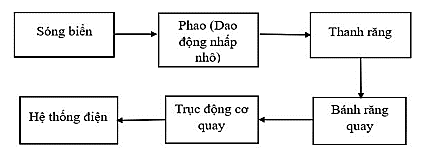 Sóng biển
Phao (Dao
động nhấp
nhô)
Thanh răng
Bánh răng
quay
Trục động cơ
quay
Hệ thống điện